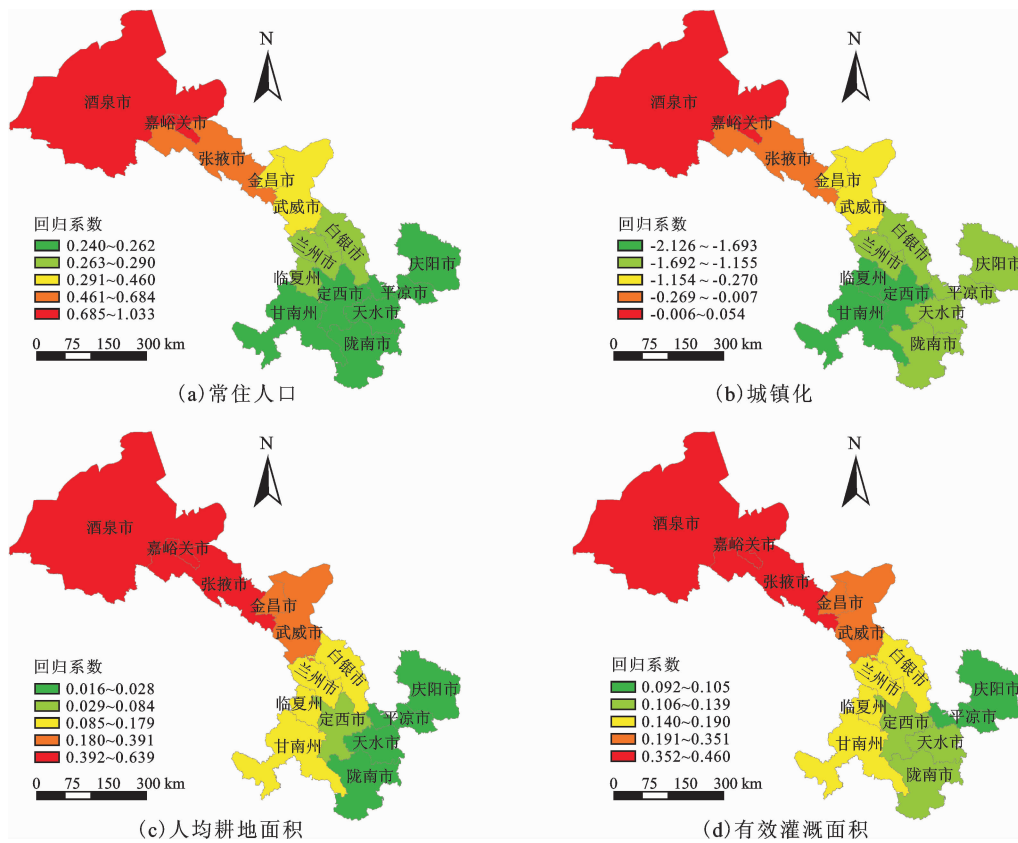 N
酒泉市
嘉峪关市
张掖市
金昌市
武威市
白银市
兰州市
临夏州
定西市
甘南州
庆阳市
平凉市
天水市
陇南市
回归系数
0.240~0.262
0.263~0.290
0.291~0.460
0.461~0.684
0.685~1.033
0 75 150 300 km
(a)常住人口
N
酒泉市
嘉峪关市
张掖市
金昌市
武威市
白银市
兰州市
临夏州
定西市
甘南州
庆阳市
平凉市
天水市
陇南市
回归系数
-2.126~-1.693
-1.692~-1.155
-1.154~-0.270
-0.269~-0.007
-0.006~0.054
0 75 150 300 km
(b)城镇化
N
酒泉市
嘉峪关市
张掖市
金昌市
武威市
白银市
兰州市
临夏州
定西市
甘南州
庆阳市
平凉市
天水市
陇南市
回归系数
0.016~0.028
0.029~0.084
0.085~0.179
0.180~0.391
0.392~0.639
0 75 150 300 km
(c)人均耕地面积
N
酒泉市
嘉峪关市
张掖市
金昌市
武威市
白银市
兰州市
临夏州
定西市
甘南州
庆阳市
平凉市
天水市
陇南市
回归系数
0.092~0.105
0.106~0.139
0.140~0.190
0.191~0.351
0.352~0.460
0 75 150 300 km
(d)有效灌溉面积